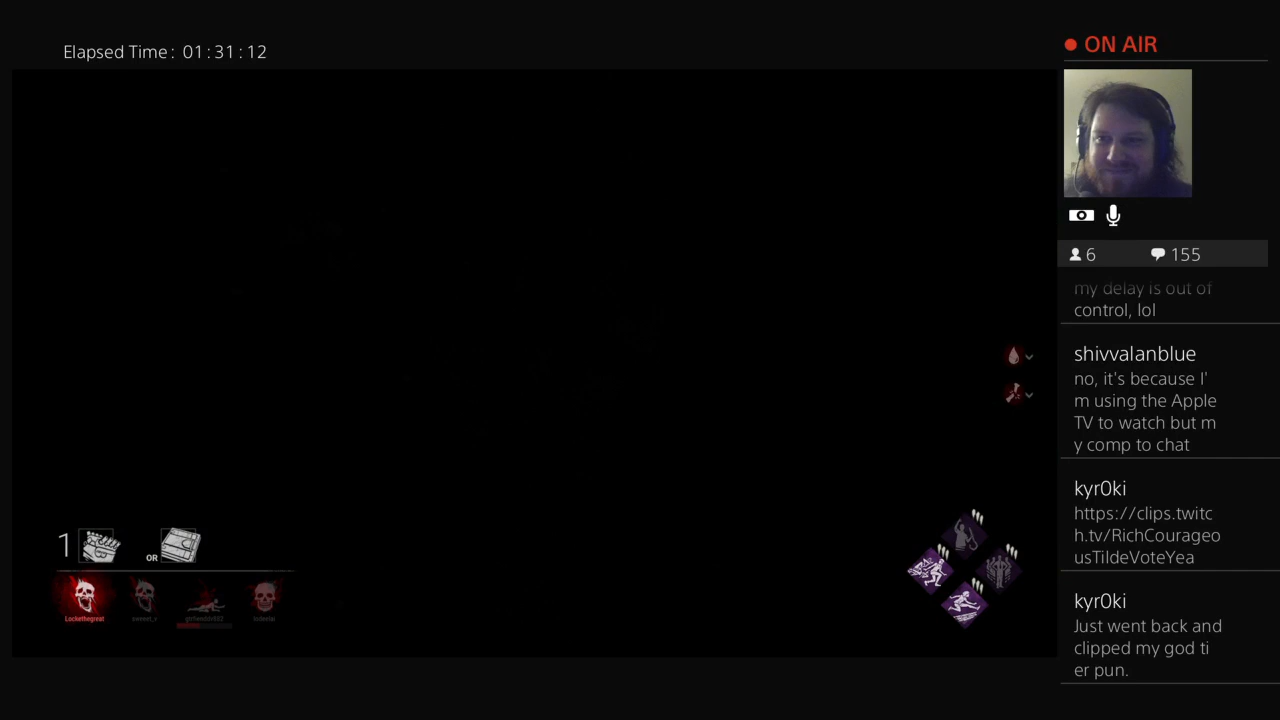 Elapsed Time: 01:31:12
ON AIR
6
155
my delay is out of
control, lol
shivvalanblue
no, it's because I'
m using the Apple
TV to watch but m
y comp to chat
kyr0ki
https://clips.twitc
h.tv/RichCourageo
usTildeVoteYea
kyr0ki
Just went back and
clipped my god ti
er pun.
1
OR
Lockethegreat